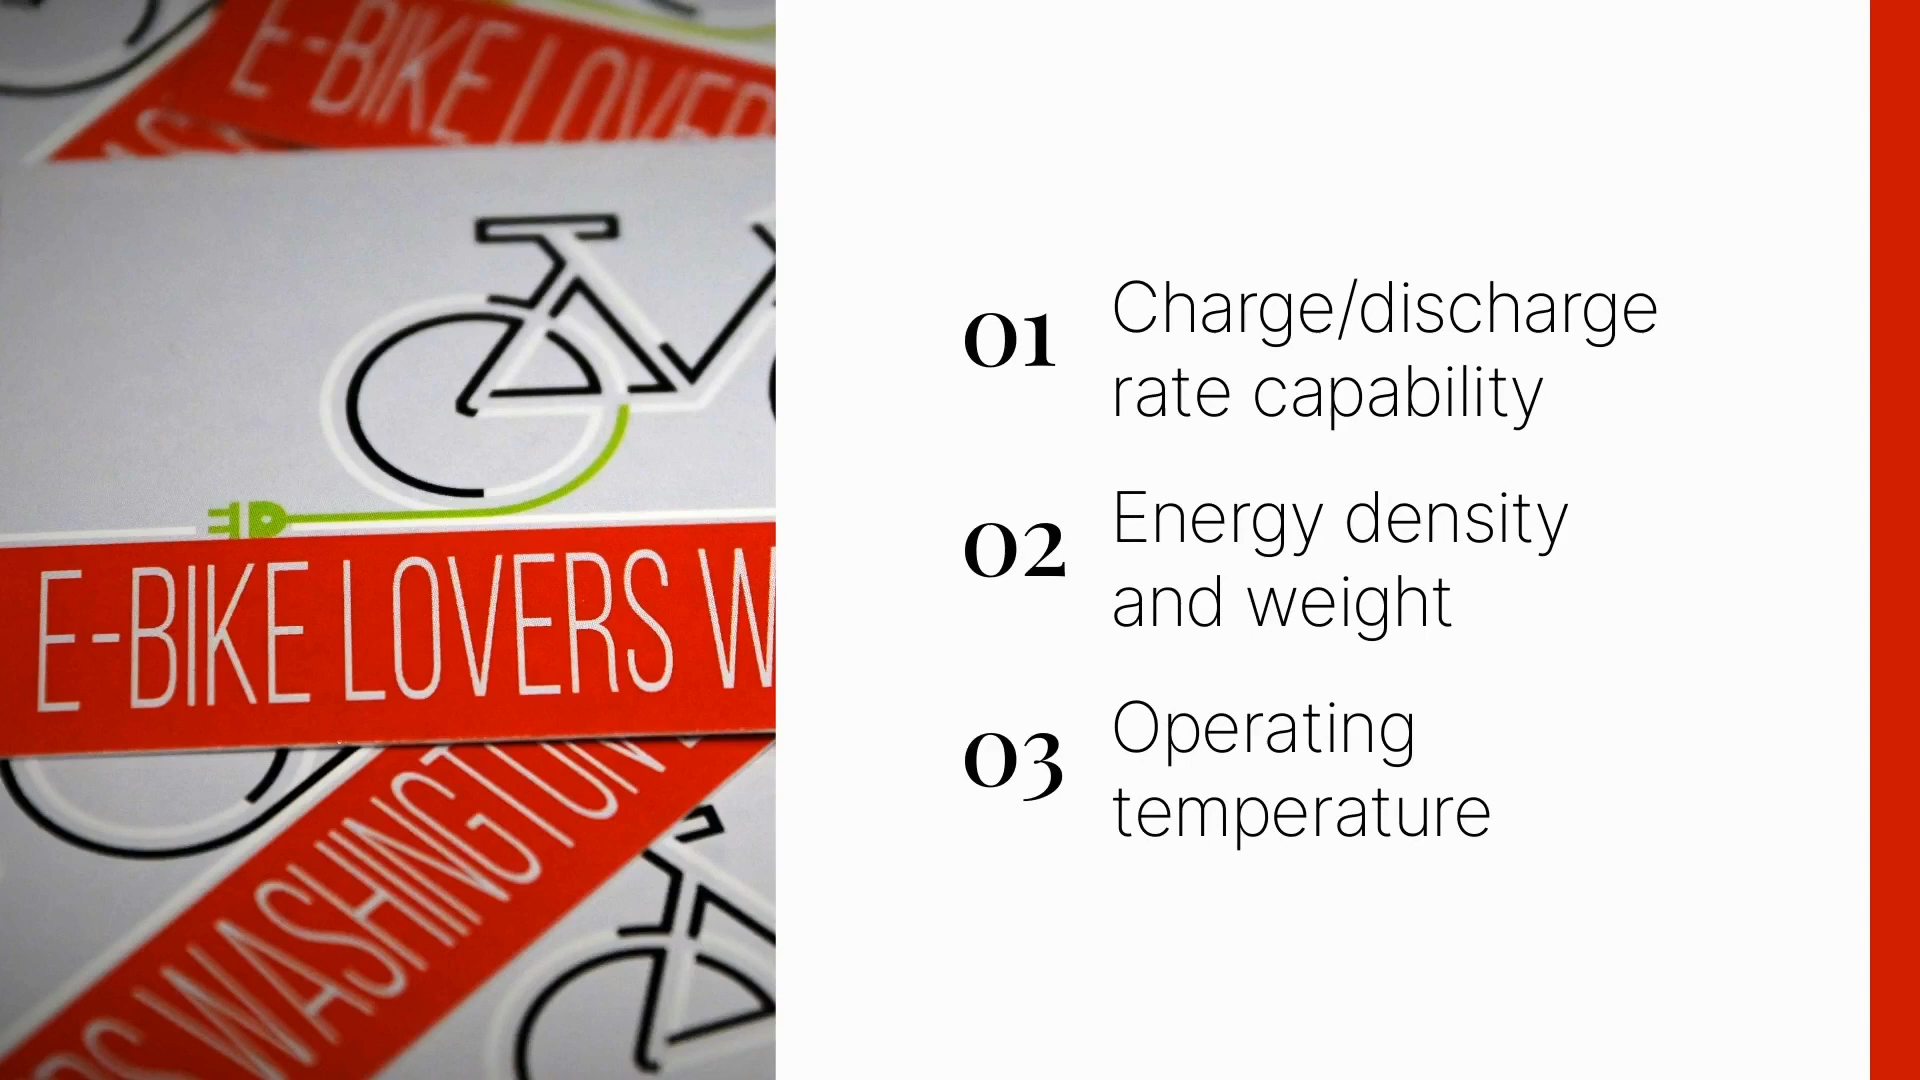 E-BIKE LOVERS
E-BIKE LOVERS W
WASHINGTON
01 Charge/discharge
rate capability
02 Energy density
and weight
03 Operating
temperature